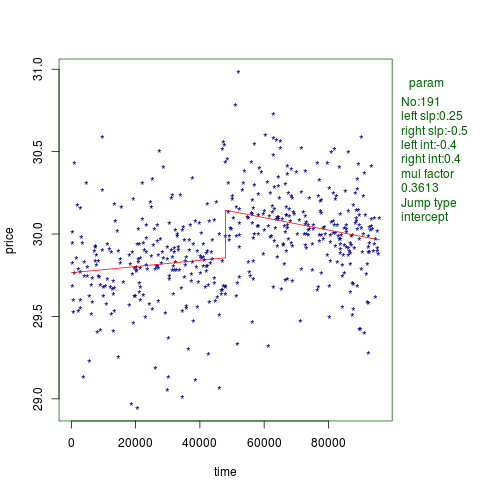 31.0
30.5
30.0
29.5
29.0
price
0
20000
40000
60000
80000
time
param
No:191
left slp:0.25
right slp:-0.5
left int:-0.4
right int:0.4
mul factor
0.3613
Jump type
intercept